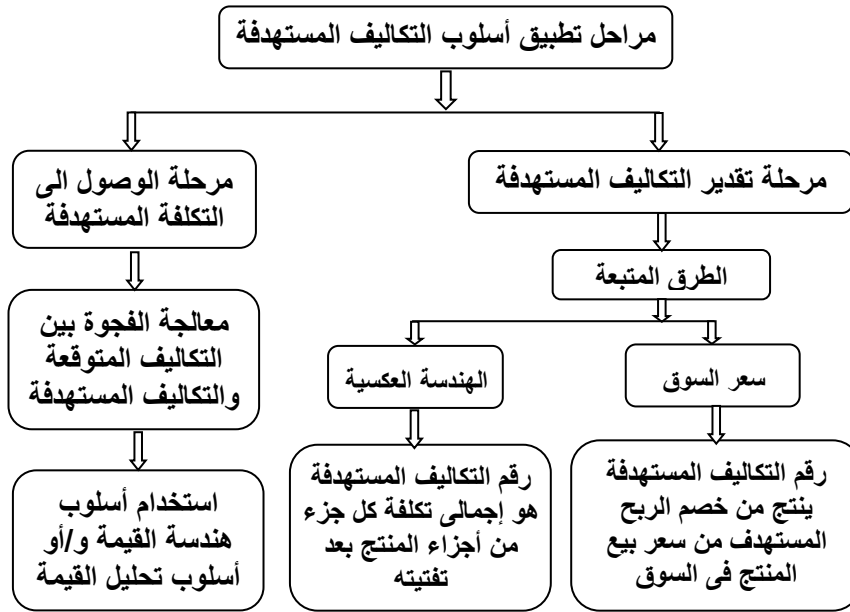 مراحل تطبيق أسلوب التكاليف المستهدفة
مرحلة تقدير التكاليف المستهدفة
الطرق المتبعة
سعر السوق
رقم التكاليف المستهدفة
ينتج من خصم الربح
المستهدف من سعر بيع
المنتج فى السوق
الهندسة العكسية
رقم التكاليف المستهدفة
هو إجمالى تكلفة كل جزء
من أجزاء المنتج بعد
تفتيته
مرحلة الوصول الى
التكلفة المستهدفة
معالجة الفجوة بين
التكاليف المتوقعة
والتكاليف المستهدفة
استخدام أسلوب
هندسة القيمة و/أو
أسلوب تحليل القيمة